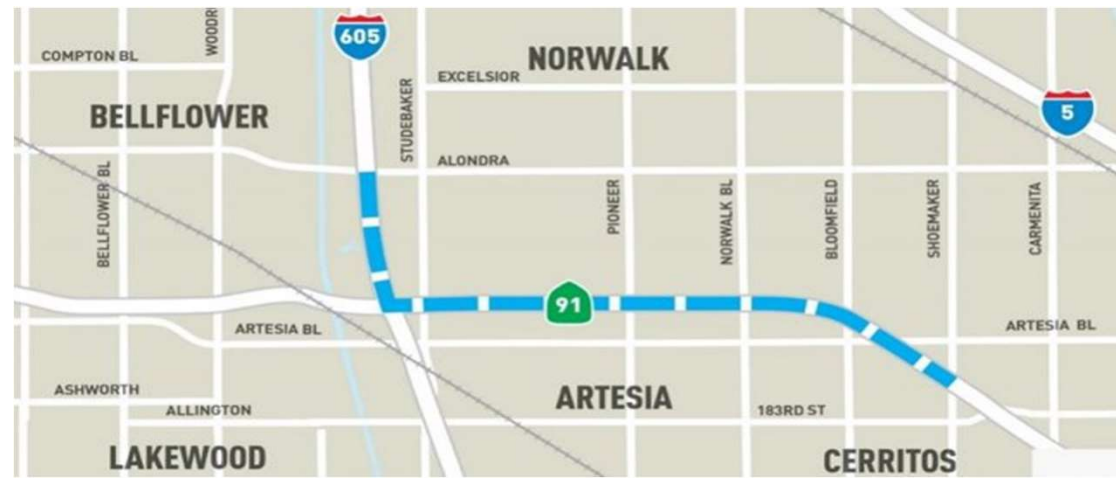 605
WOODR
NORWALK
COMPTON BL
EXCELSIOR
5
BELLFLOWER
STUDEBAKER
ALONDRA
BELLFLOWER BL
PIONEER
NORWALK BL
BLOOMFIELD
SHOEMAKER
CARMENITA
91
ARTESIA BL
ARTESIA BL
ASHWORTH
ARTESIA
ALLINGTON
183RD ST
LAKEWOOD
CERRITOS